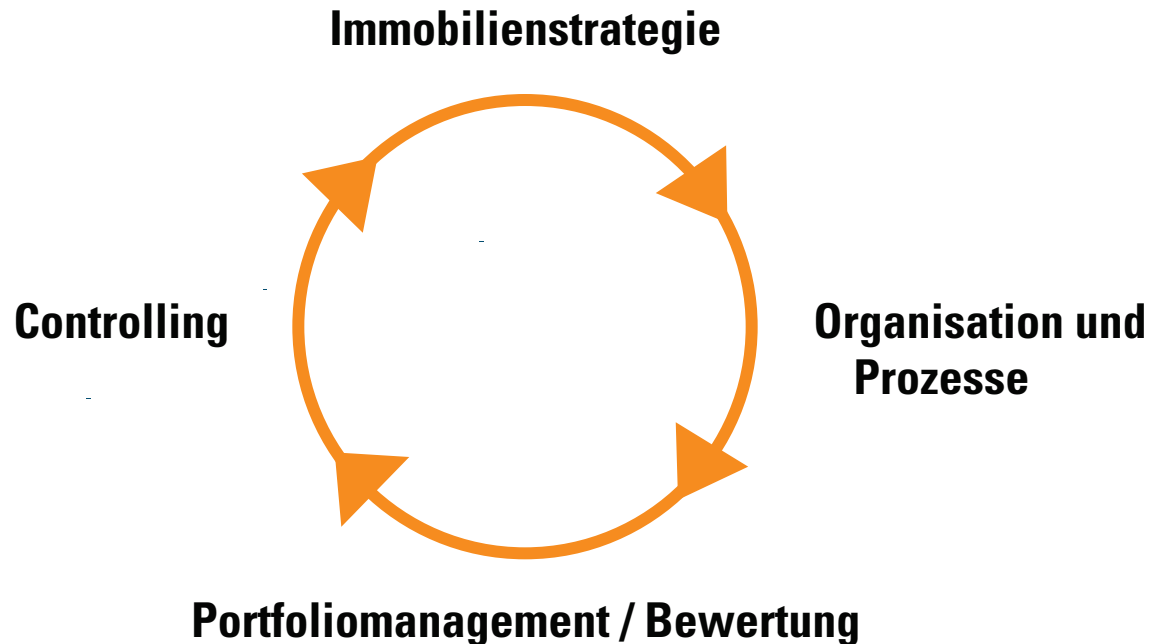 Immobilienstrategie
Controlling
Organisation und
Prozesse
Portfoliomanagement / Bewertung